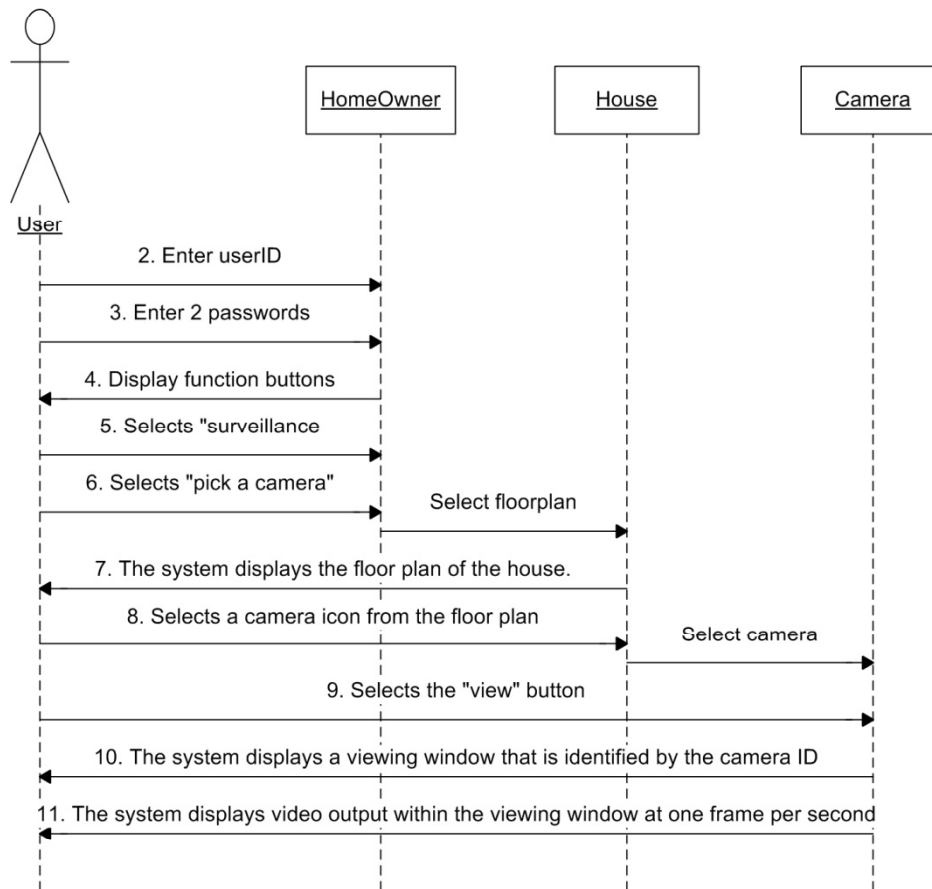 HomeOwner
House
Camera
User
2. Enter userID
3. Enter 2 passwords
4. Display function buttons
5. Selects "surveillance
6. Selects "pick a camera"
Select floorplan
7. The system displays the floor plan of the house.
8. Selects a camera icon from the floor plan
Select camera
9. Selects the "view" button
10. The system displays a viewing window that is identified by the camera ID
11. The system displays video output within the viewing window at one frame per second